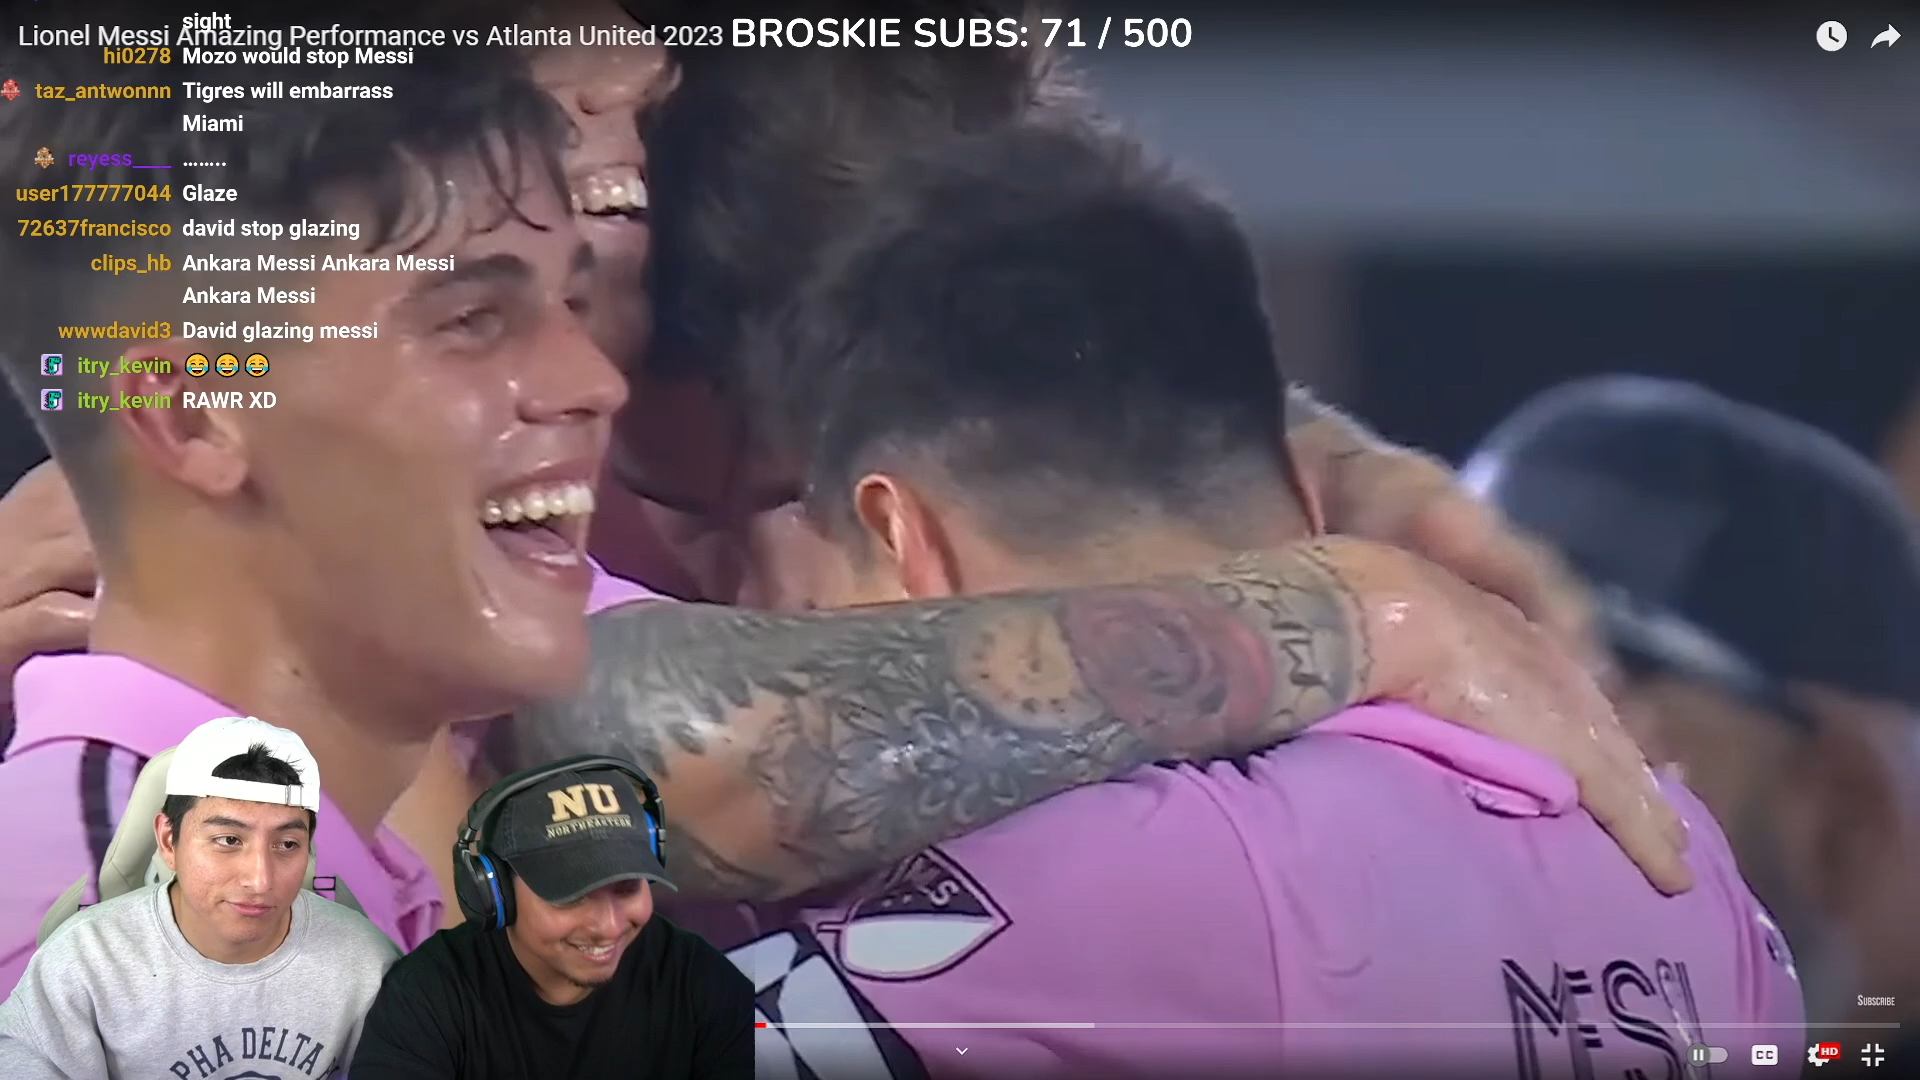 sight
Lionel Messi Amazing Performance vs Atlanta United 2023
BROSKIE SUBS: 71 / 500
hi0278 Mozo would stop Messi
taz_antwonnn Tigres will embarrass
Miami
reyess____ ........
user177777044 Glaze
72637francisco david stop glazing
clips_hb Ankara Messi Ankara Messi
Ankara Messi
wwwdavid3 David glazing messi
itry_kevin 😂😂😂
itry_kevin RAWR XD
NU
NORTHEASTERN
PHA DELTA
MESSI
SUBSCRIBE
CC
HD